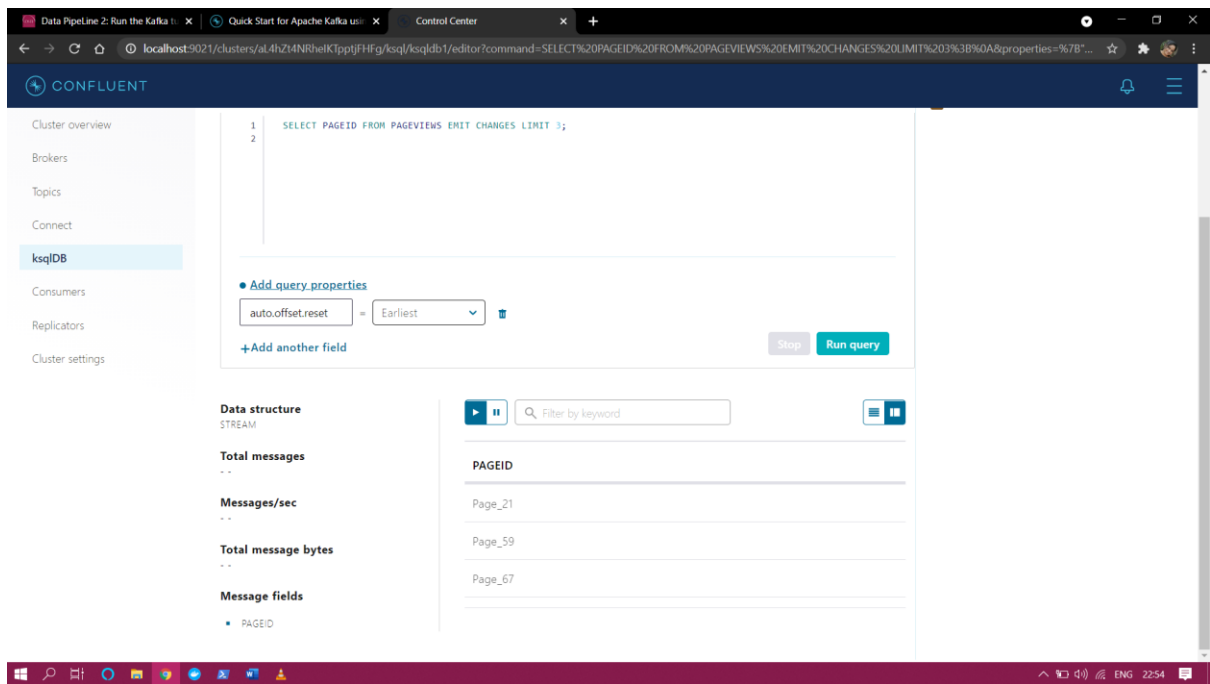 Data PipeLine 2: Run the Kafka tu
Quick Start for Apache Kafka usin
Control Center
localhost:9021/clusters/aL4hZt4NRheIKTpptjFHFg/ksql/ksqldb1/editor?command=SELECT%20PAGEID%20FROM%20PAGEVIEWS%20EMIT%20CHANGES%20LIMIT%203%3B%0A&properties=%7B"...
CONFLUENT
Cluster overview
Brokers
Topics
Connect
ksqlDB
Consumers
Replicators
Cluster settings
1 SELECT PAGEID FROM PAGEVIEWS EMIT CHANGES LIMIT 3;
2
Add query properties
auto.offset.reset = Earliest
+Add another field
Stop Run query
Data structure
STREAM
Total messages
- -
Messages/sec
- -
Total message bytes
- -
Message fields
PAGEID
Filter by keyword
PAGEID
Page_21
Page_59
Page_67
ENG 22:54